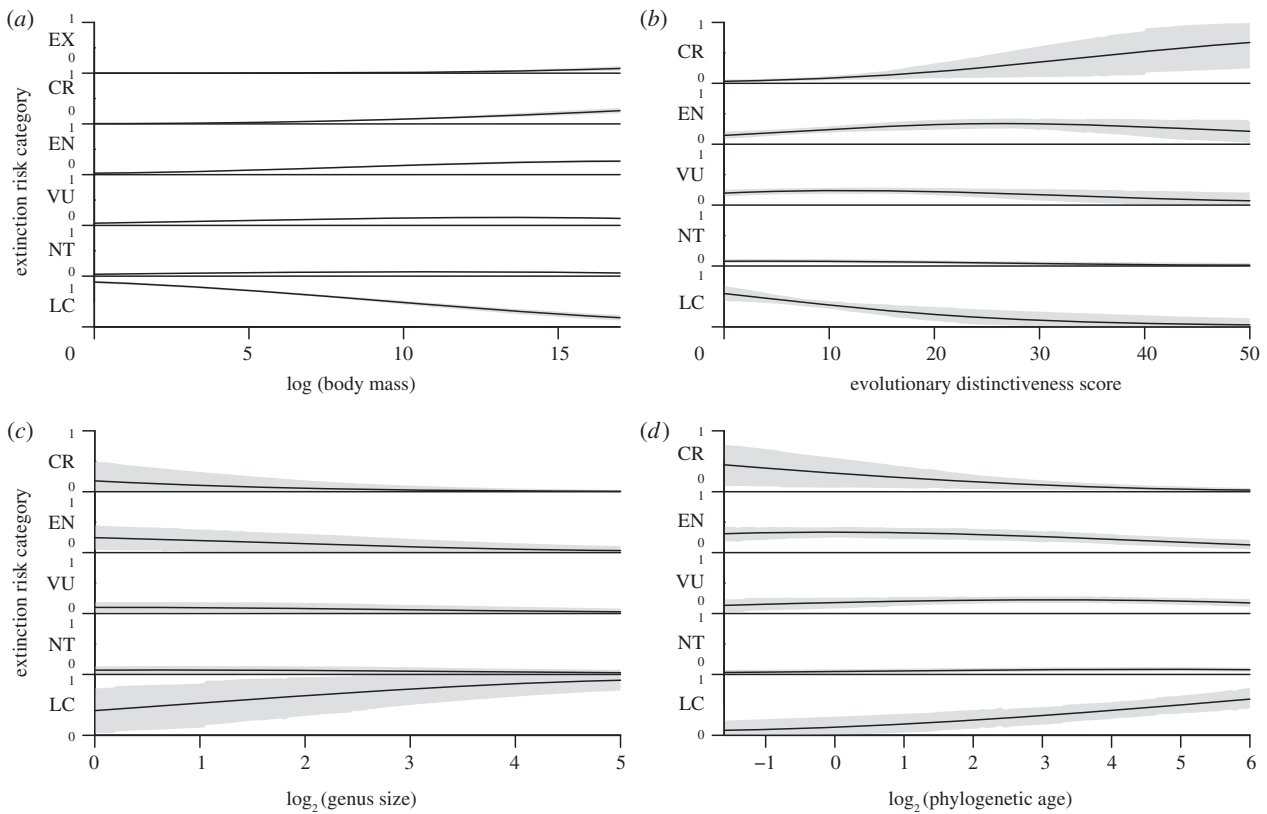 (a)
extinction risk category
1
EX
0
1
CR
0
1
EN
0
1
VU
0
1
NT
0
1
LC
0 5 10 15
log (body mass)
(b)
1
CR
0
1
EN
0
1
VU
0
1
NT
0
1
LC
0
10 20 30 40 50
evolutionary distinctiveness score
(c)
extinction risk category
1
CR
0
1
EN
0
1
VU
0
1
NT
0
1
LC
0
0 1 2 3 4 5
log2 (genus size)
(d)
1
CR
0
1
EN
0
1
VU
0
1
NT
0
1
LC
0
−1 0 1 2 3 4 5 6
log2 (phylogenetic age)